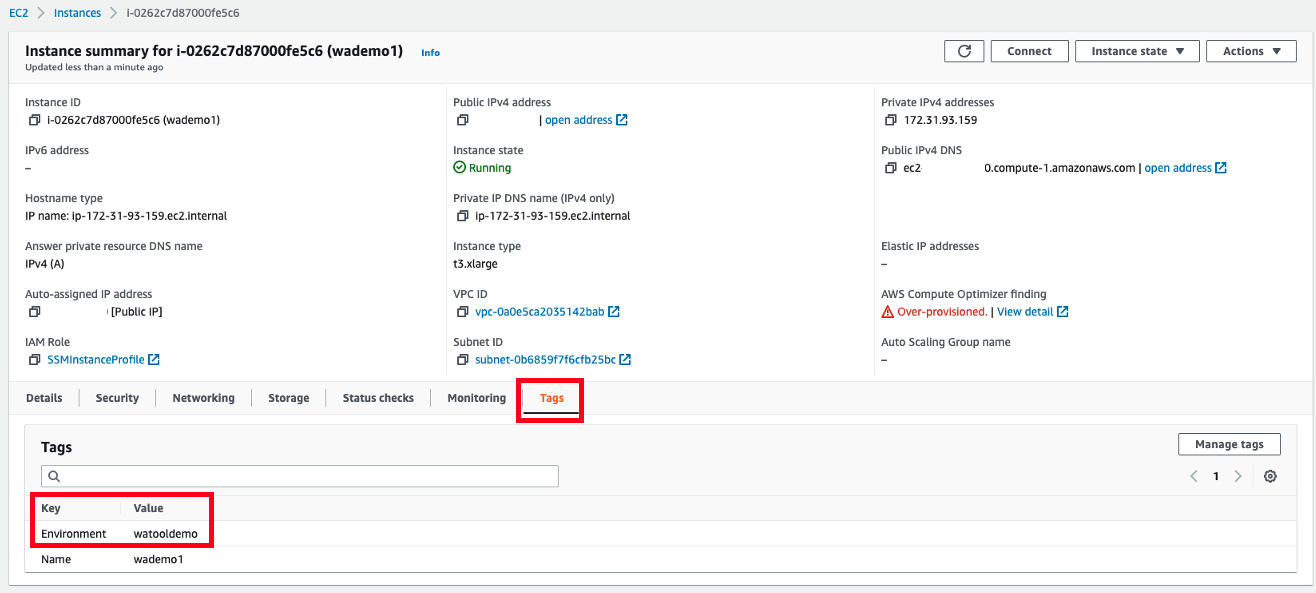 EC2 > Instances > i-0262c7d87000fe5c6
Instance summary for i-0262c7d87000fe5c6 (wademo1) Info
Updated less than a minute ago
Connect
Instance state
Actions
Instance ID
i-0262c7d87000fe5c6 (wademo1)
Public IPv4 address
| open address
Private IPv4 addresses
172.31.93.159
IPv6 address
–
Instance state
Running
Public IPv4 DNS
ec2 0.compute-1.amazonaws.com | open address
Hostname type
IP name: ip-172-31-93-159.ec2.internal
Private IP DNS name (IPv4 only)
ip-172-31-93-159.ec2.internal
Answer private resource DNS name
IPv4 (A)
Instance type
t3.xlarge
Elastic IP addresses
–
Auto-assigned IP address
[Public IP]
VPC ID
vpc-0a0e5ca2035142bab
AWS Compute Optimizer finding
Over-provisioned. | View detail
IAM Role
SSMInstanceProfile
Subnet ID
subnet-0b6859f7f6cfb25bc
Auto Scaling Group name
–
Details Security Networking Storage Status checks Monitoring Tags
Tags
Manage tags
1
Key Value
Environment watooldemo
Name wademo1